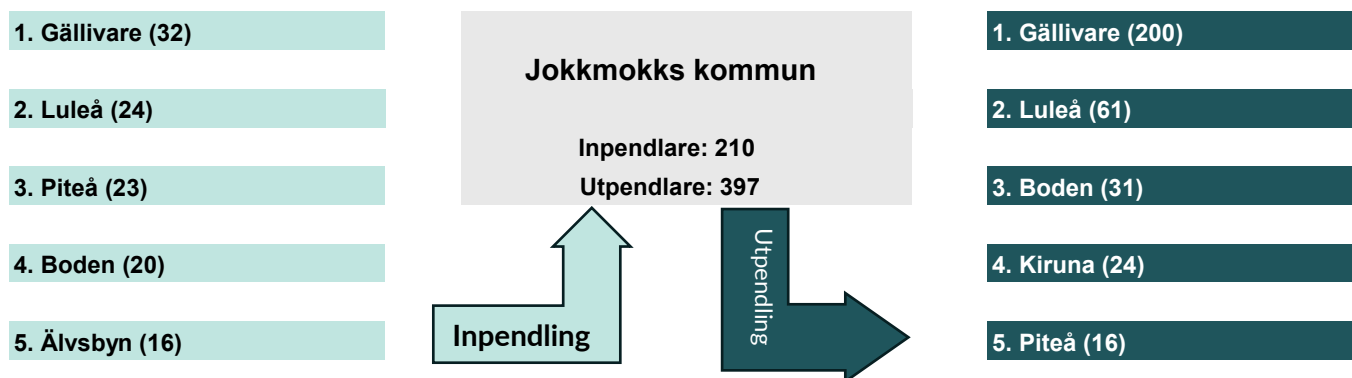 1. Gällivare (32)
2. Luleå (24)
3. Piteå (23)
4. Boden (20)
5. Älvsbyn (16)
Jokkmokks kommun
Inpendlare: 210
Utpendlare: 397
Inpendling
Utpendling
1. Gällivare (200)
2. Luleå (61)
3. Boden (31)
4. Kiruna (24)
5. Piteå (16)